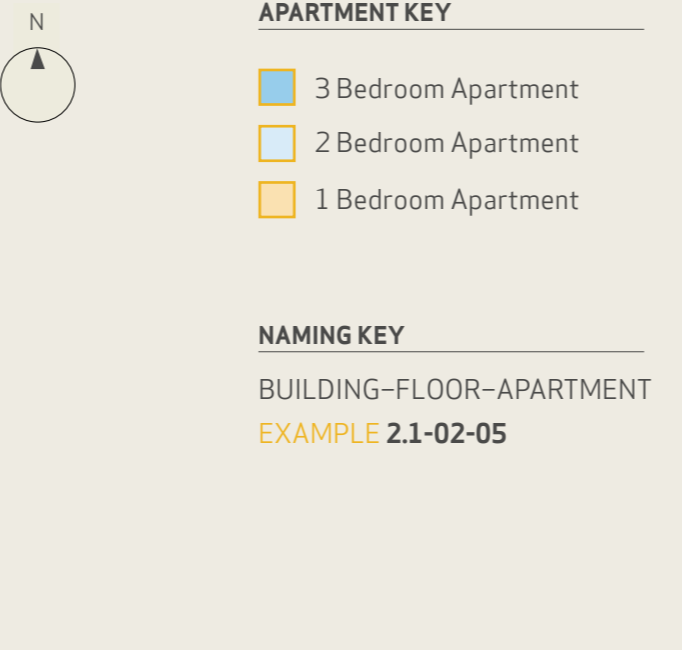 N
APARTMENT KEY
3 Bedroom Apartment
2 Bedroom Apartment
1 Bedroom Apartment
NAMING KEY
BUILDING–FLOOR–APARTMENT
EXAMPLE 2.1-02-05